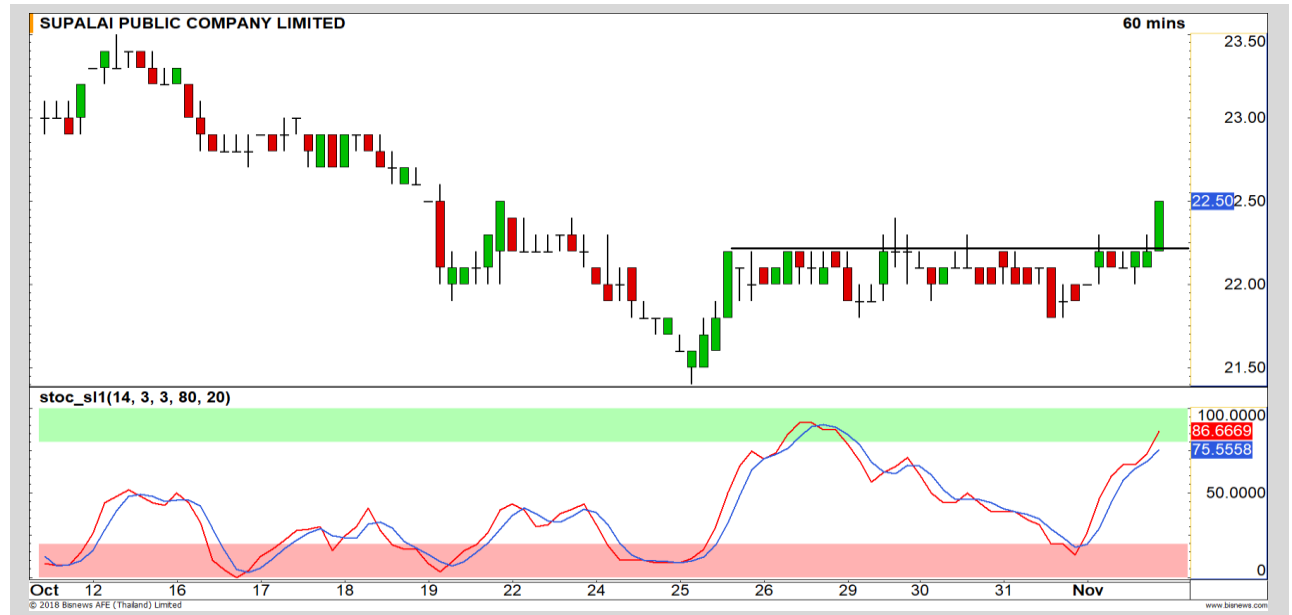 SUPALAI PUBLIC COMPANY LIMITED 60 mins
23.50
23.00
22.50 2.50
22.00
21.50
stoc_sl1(14, 3, 3, 80, 20)
100.0000
86.6669
75.5558
50.0000
0
Oct 12 16 17 18 19 22 24 25 26 29 30 31 Nov
© 2018 Bisnews AFE (Thailand) Limited www.bisnews.com